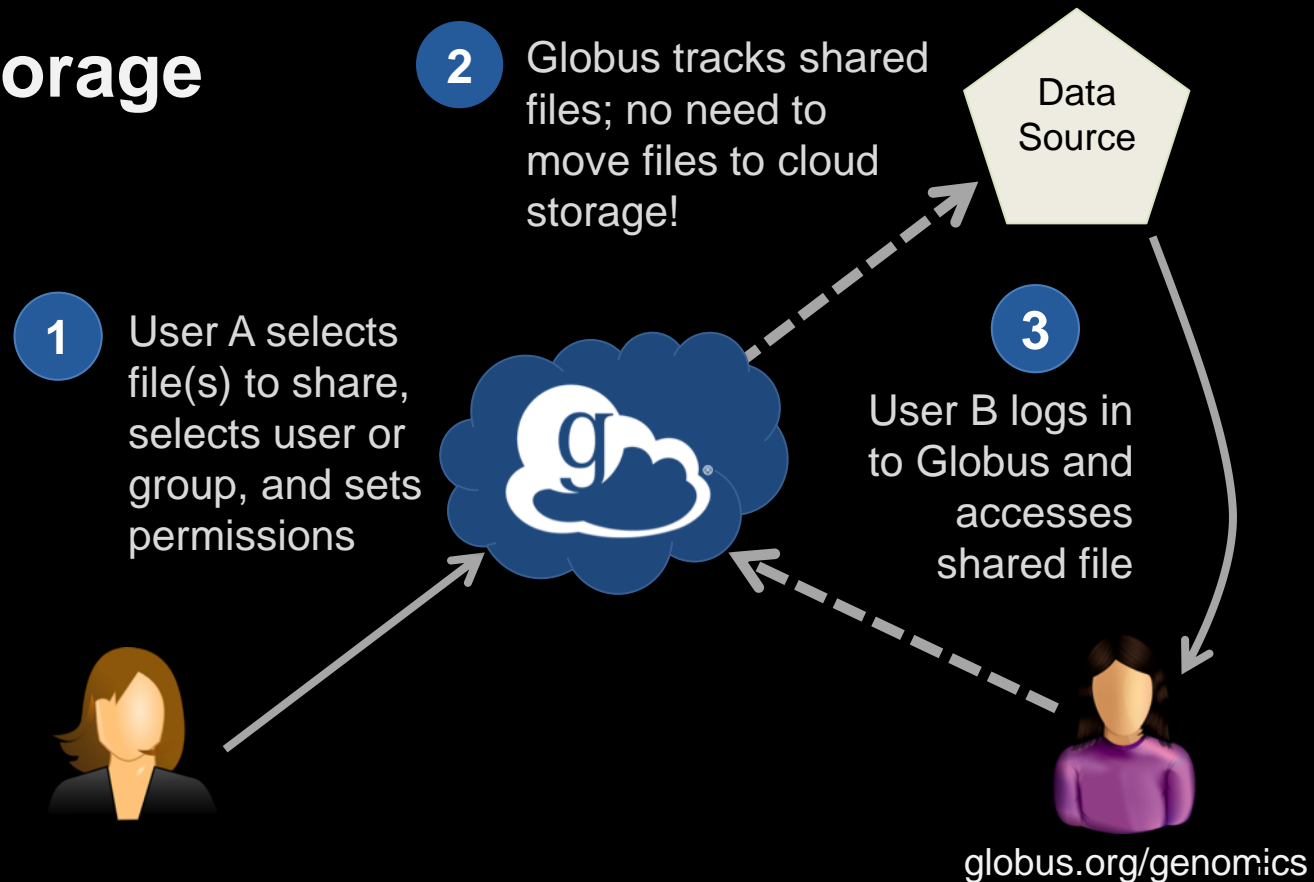 orage
2
Globus tracks shared
files; no need to
move files to cloud
storage!
Data
Source
1
User A selects
file(s) to share,
selects user or
group, and sets
permissions
g
®
3
User B logs in
to Globus and
accesses
shared file
globus.org/genomics